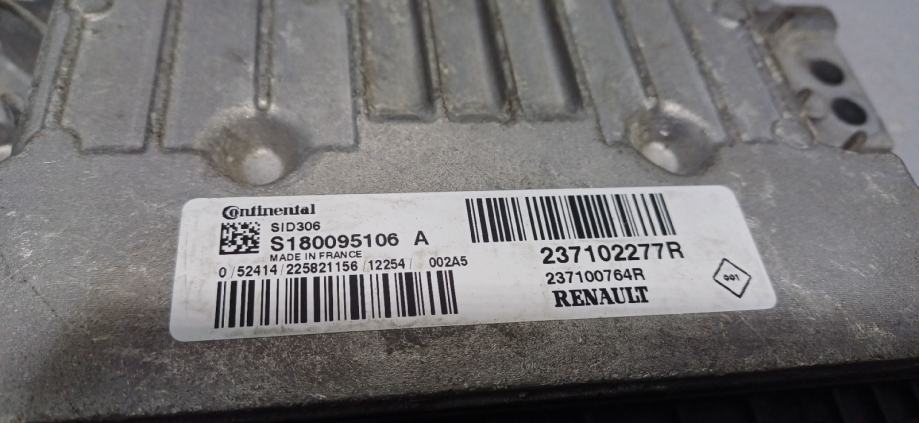 Continental
SID306
S180095106 A
MADE IN FRANCE
0/52414/225821156/12254/ 002A5
237102277R
237100764R
RENAULT
001